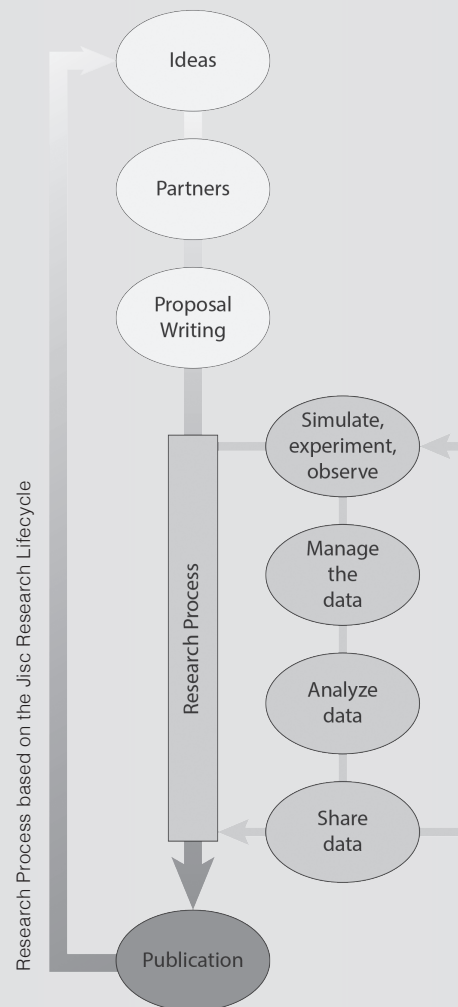 Ideas
Partners
Proposal
Writing
Simulate,
experiment,
observe
Manage
the
data
Research Process
Analyze
data
Share
data
Publication
Research Process based on the Jisc Research Lifecycle